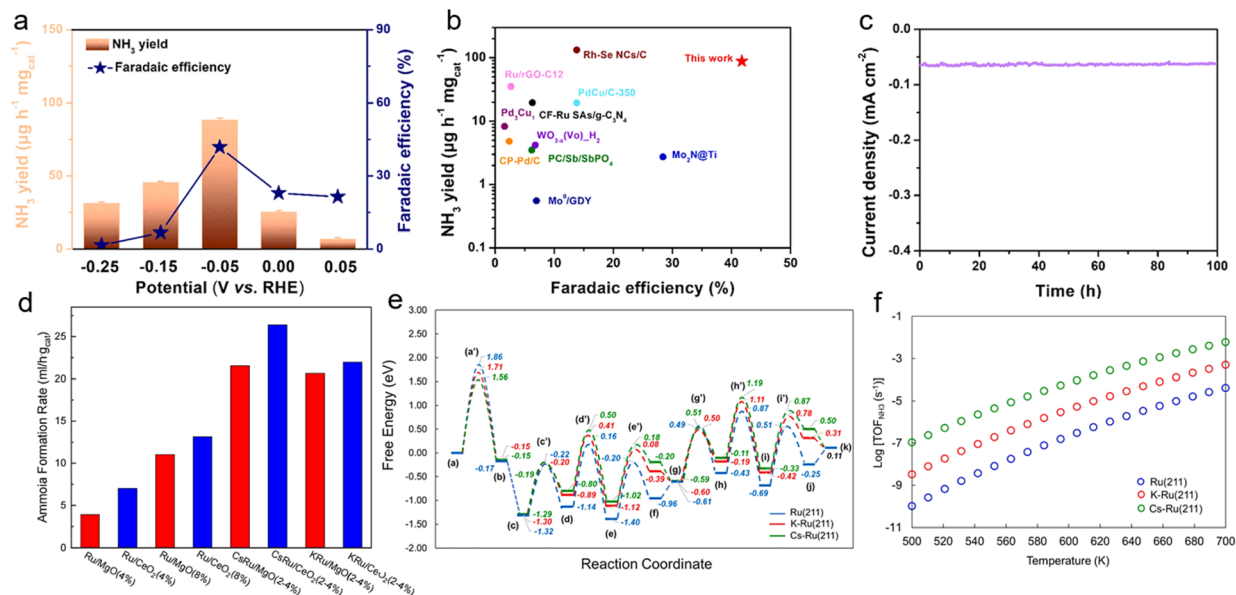 a
NH3 yield (μg h-1 mgcat-1)
150
100
50
0
NH3 yield
Faradaic efficiency
90
60
30
0
Faradaic efficiency (%)
-0.25 -0.15 -0.05 0.00 0.05
Potential (V vs. RHE)
b
NH3 yield (μg h-1 mgcat-1)
100
10
1
0.1
Rh-Se NCs/C
This work
Ru/rGO-C12
PdCu/C-350
Pd3Cu1
CF-Ru SAs/g-C3N4
WO3-x(Vo)_H2
CP-Pd/C
PC/Sb/SbPO4
Mo2N@Ti
Mo0/GDY
0 10 20 30 40 50
Faradaic efficiency (%)
c
Current density (mA cm-2)
0.0
-0.1
-0.2
-0.3
-0.4
0 20 40 60 80 100
Time (h)
d
Ammoia Formation Rate (ml/hgcat)
25
20
15
10
5
0
Ru/MgO(4%)
Ru/CeO2(4%)
Ru/MgO(8%)
Ru/CeO2(8%)
CsRu/MgO(2-4%)
CsRu/CeO2(2-4%)
KRu/MgO(2-4%)
KRu/CeO2(2-4%)
e
Free Energy (eV)
3.00
2.50
2.00
1.50
1.00
0.50
0.00
-0.50
-1.00
-1.50
-2.00
(a)
(a')
1.86
1.71
1.56
-0.17
-0.15
-0.15
(b)
-0.19
(c')
-0.22
-0.20
(c)
-1.29
-1.30
-1.32
(d')
0.50
0.41
0.16
-0.80
-0.89
-1.14
(d)
-0.20
(e')
0.18
0.08
1.02
-1.12
-1.40
(e)
-0.20
-0.39
-0.96
(f)
(g)
-0.59
-0.60
-0.61
(g')
0.51
0.49
0.50
(h')
1.19
1.11
0.87
-0.11
-0.19
-0.43
(h)
0.51
(i)
-0.33
-0.42
-0.69
(i')
0.87
0.78
0.50
0.31
-0.25
(j)
(k)
0.11
Ru(211)
K-Ru(211)
Cs-Ru(211)
Reaction Coordinate
f
Log [TOFNH3 (s-1)]
-1
-3
-5
-7
-9
-11
Ru(211)
K-Ru(211)
Cs-Ru(211)
500 520 540 560 580 600 620 640 660 680 700
Temperature (K)